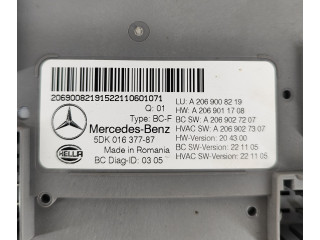 20690082191522110601071
Q: 01
Type: BC-F
Mercedes-Benz
5DK 016 377-87
Made in Romania
BC Diag-ID: 03 05
HELLA
LU: A 206 900 82 19
HW: A 206 901 17 08
BC SW: A 206 902 72 07
HVAC SW: A 206 902 73 07
HW-Version: 20 43 00
BC SW-Version: 22 11 05
HVAC SW-Version: 22 11 05